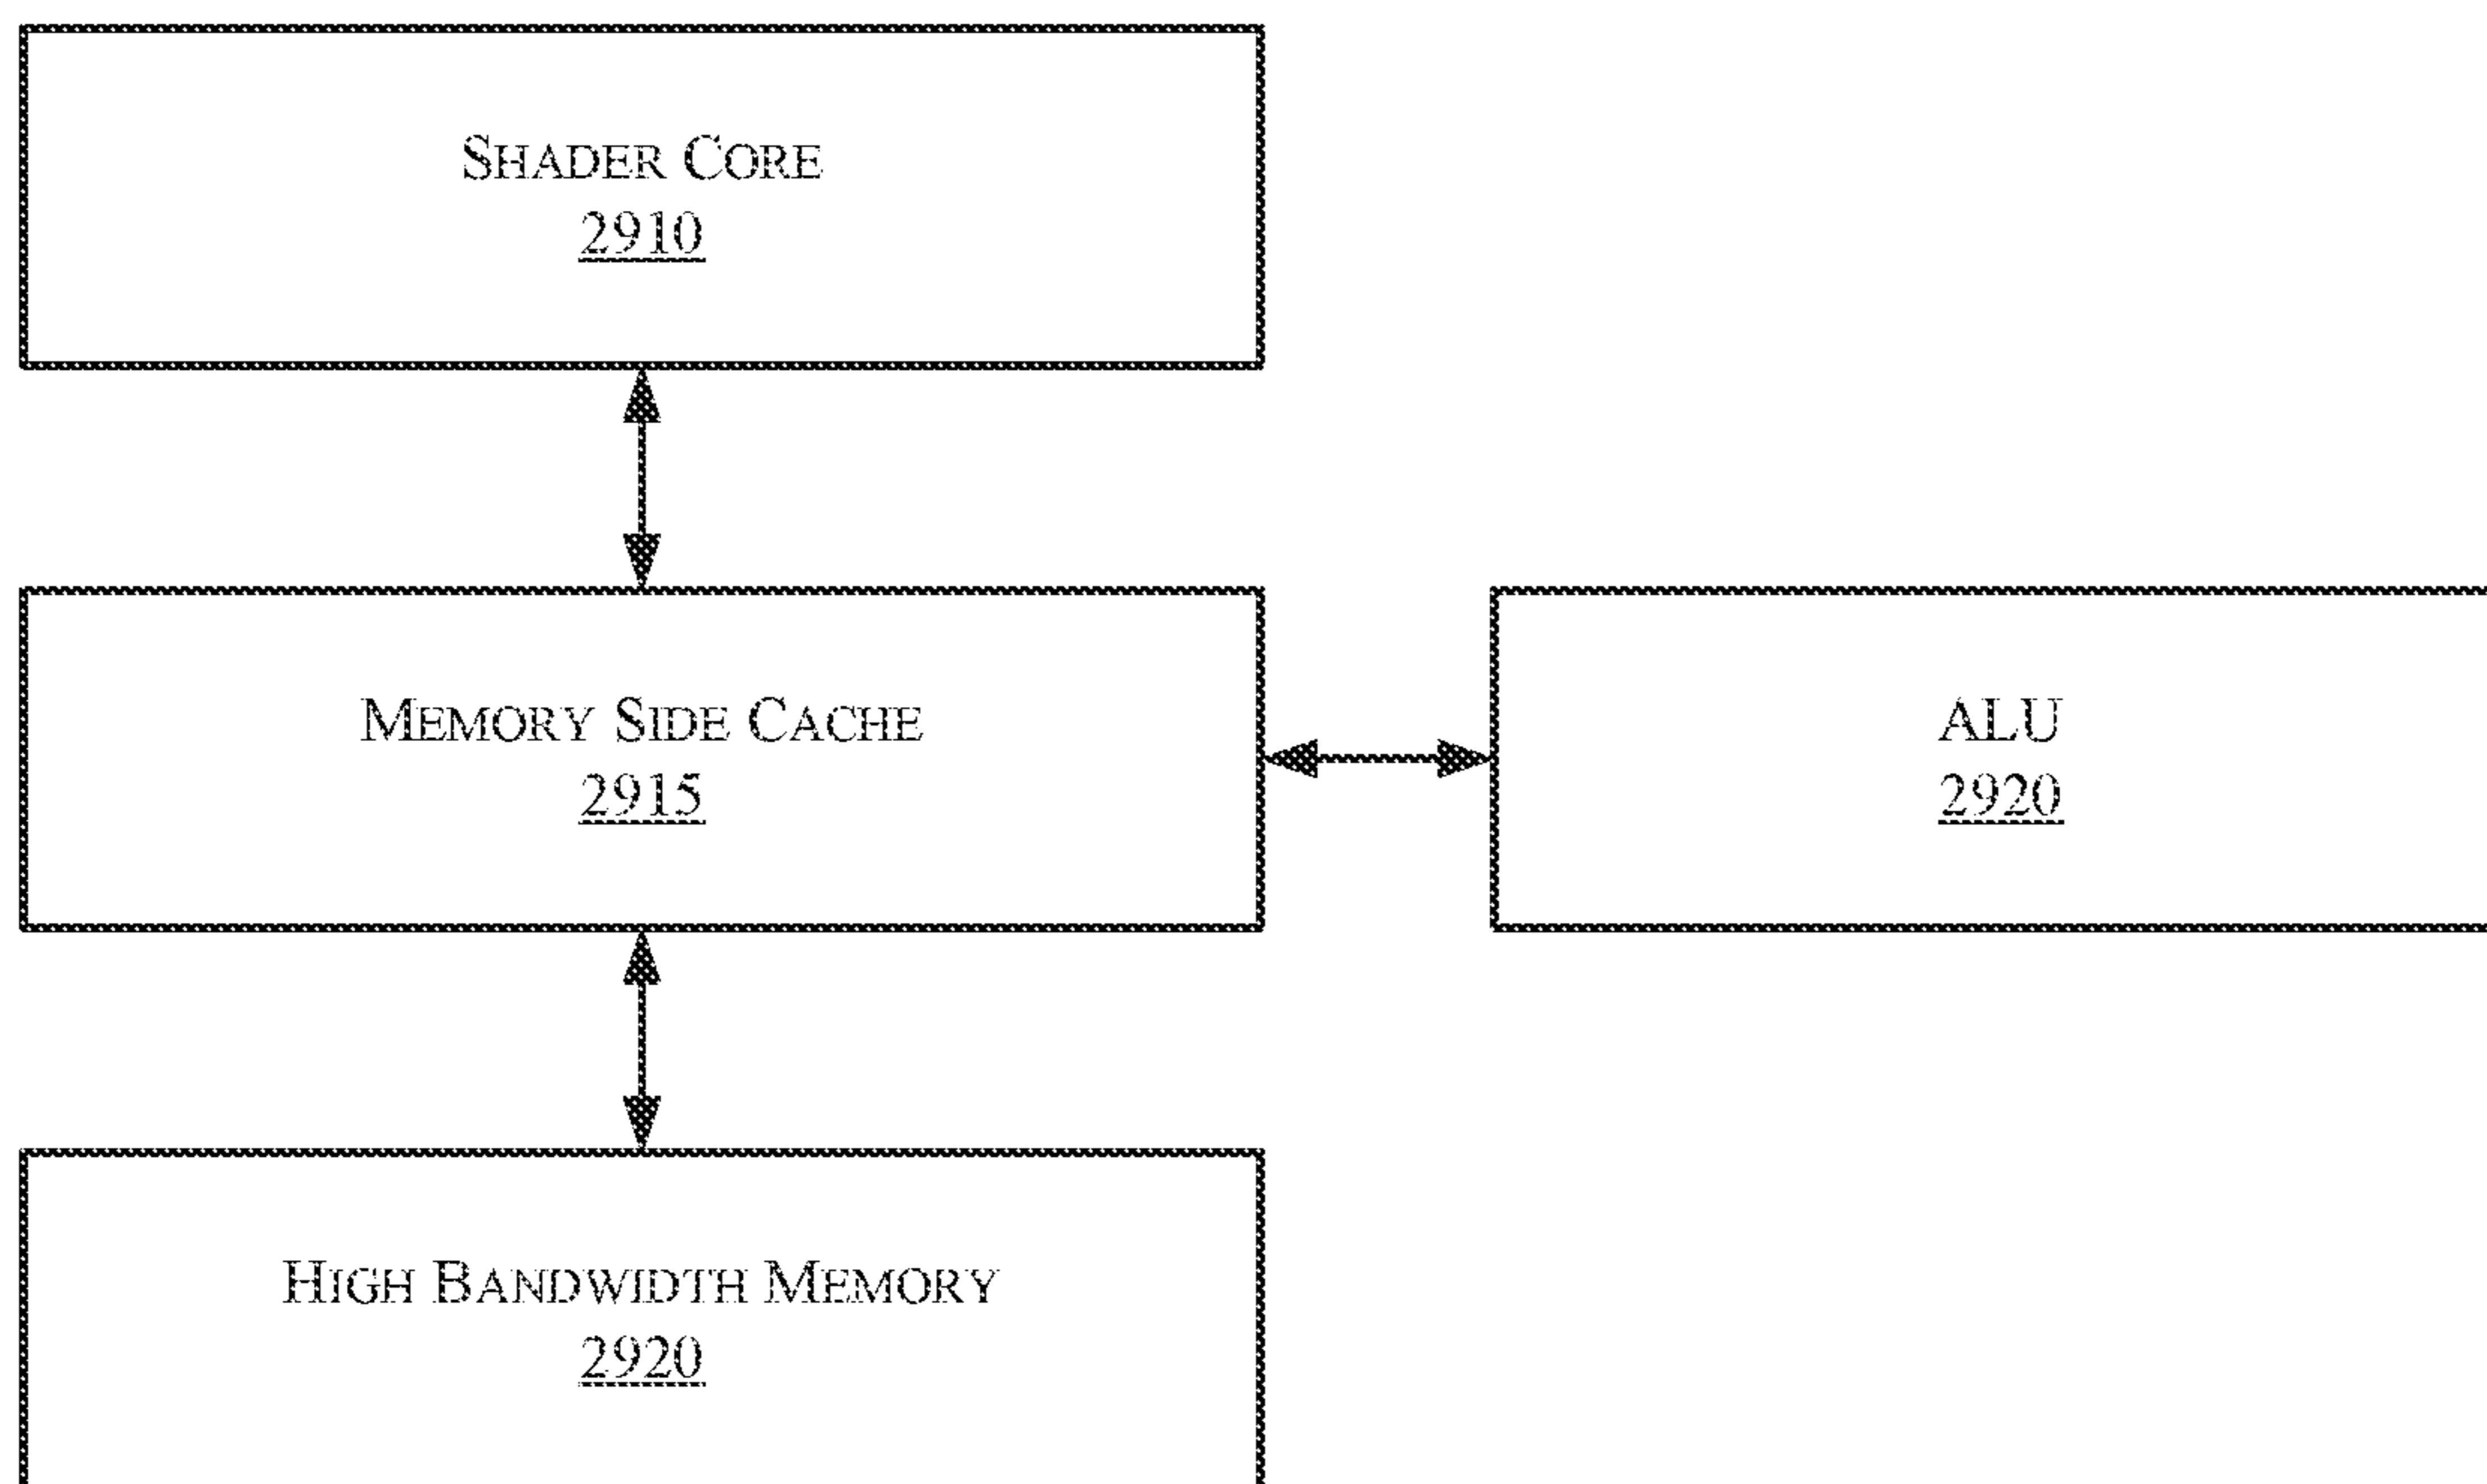 Shader Core
2910
Memory Side Cache
2915
ALU
2920
High Bandwidth Memory
2920